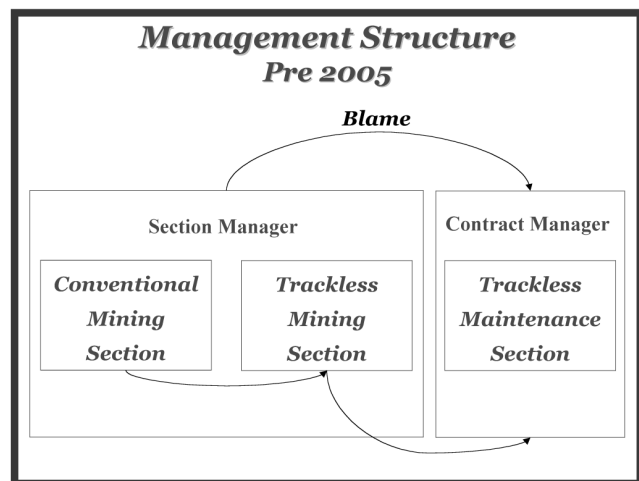 Management Structure
Pre 2005
Blame
Section Manager
Conventional
Mining
Section
Trackless
Mining
Section
Contract Manager
Trackless
Maintenance
Section